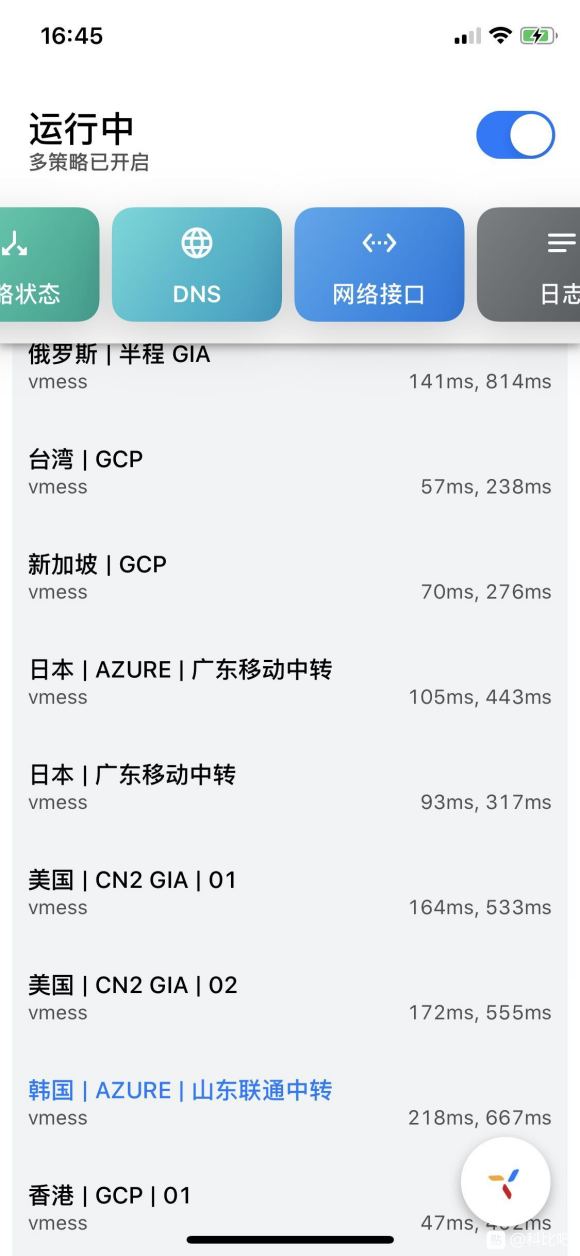 16:45
运行中
多策略已开启
略状态
DNS
网络接口
日志
俄罗斯 | 半程 GIA
vmess 141ms, 814ms
台湾 | GCP
vmess 57ms, 238ms
新加坡 | GCP
vmess 70ms, 276ms
日本 | AZURE | 广东移动中转
vmess 105ms, 443ms
日本 | 广东移动中转
vmess 93ms, 317ms
美国 | CN2 GIA | 01
vmess 164ms, 533ms
美国 | CN2 GIA | 02
vmess 172ms, 555ms
韩国 | AZURE | 山东联通中转
vmess 218ms, 667ms
香港 | GCP | 01
vmess 47ms,